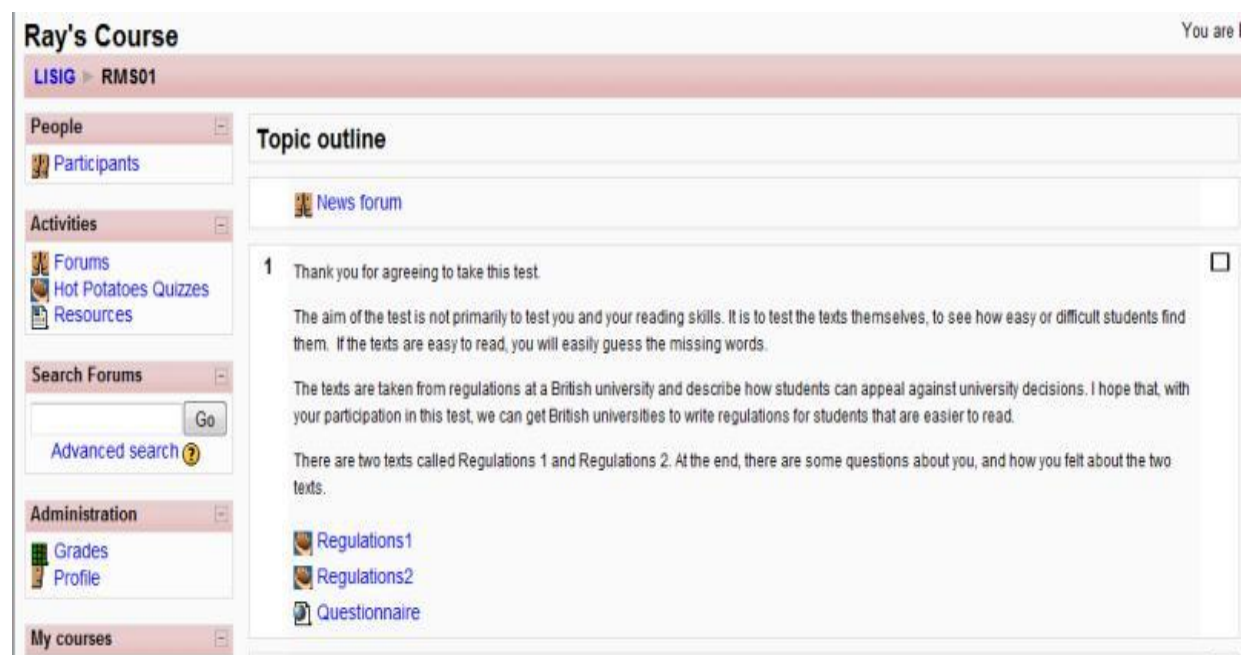 Ray's Course
You are
LISIG ► RMS01
People
Participants
Activities
Forums
Hot Potatoes Quizzes
Resources
Search Forums
Go
Advanced search ?
Administration
Grades
Profile
My courses
Topic outline
News forum
1
Thank you for agreeing to take this test.
The aim of the test is not primarily to test you and your reading skills. It is to test the texts themselves, to see how easy or difficult students find
them. If the texts are easy to read, you will easily guess the missing words.
The texts are taken from regulations at a British university and describe how students can appeal against university decisions. I hope that, with
your participation in this test, we can get British universities to write regulations for students that are easier to read.
There are two texts called Regulations 1 and Regulations 2. At the end, there are some questions about you, and how you felt about the two
texts.
Regulations1
Regulations2
Questionnaire